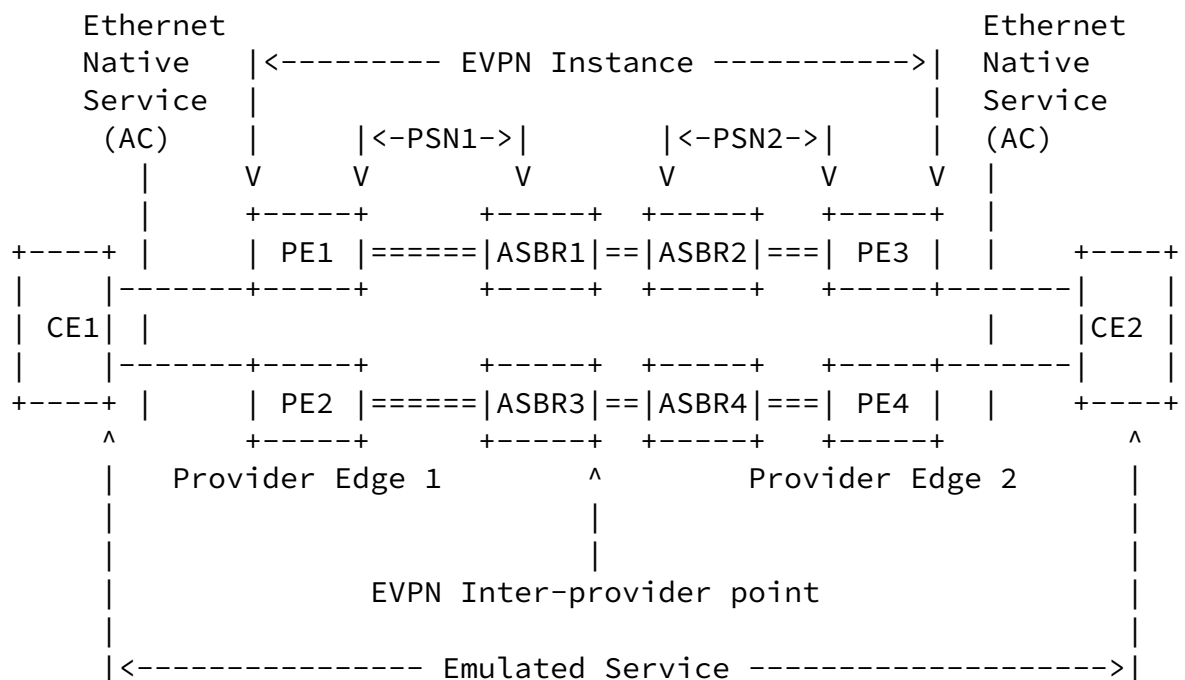 Ethernet Ethernet
Native |<--------- EVPN Instance ----------->| Native
Service | | Service
(AC) | |<-PSN1->| |<-PSN2->| | (AC)
| V V V V V V |
| +-----+ +-----+ +-----+ +-----+ |
+----+ | | PE1 |======|ASBR1|==|ASBR2|===| PE3 | | +----+
| |-------+-----+ +-----+ +-----+ +-----+-------| |
| CE1| | | |CE2 |
| |-------+-----+ +-----+ +-----+ +-----+-------| |
+----+ | | PE2 |======|ASBR3|==|ASBR4|===| PE4 | | +----+
^ +-----+ +-----+ +-----+ +-----+ ^
| Provider Edge 1 ^ Provider Edge 2 |
| | |
| | |
| EVPN Inter-provider point |
| |
|<---------------- Emulated Service ------------------->|